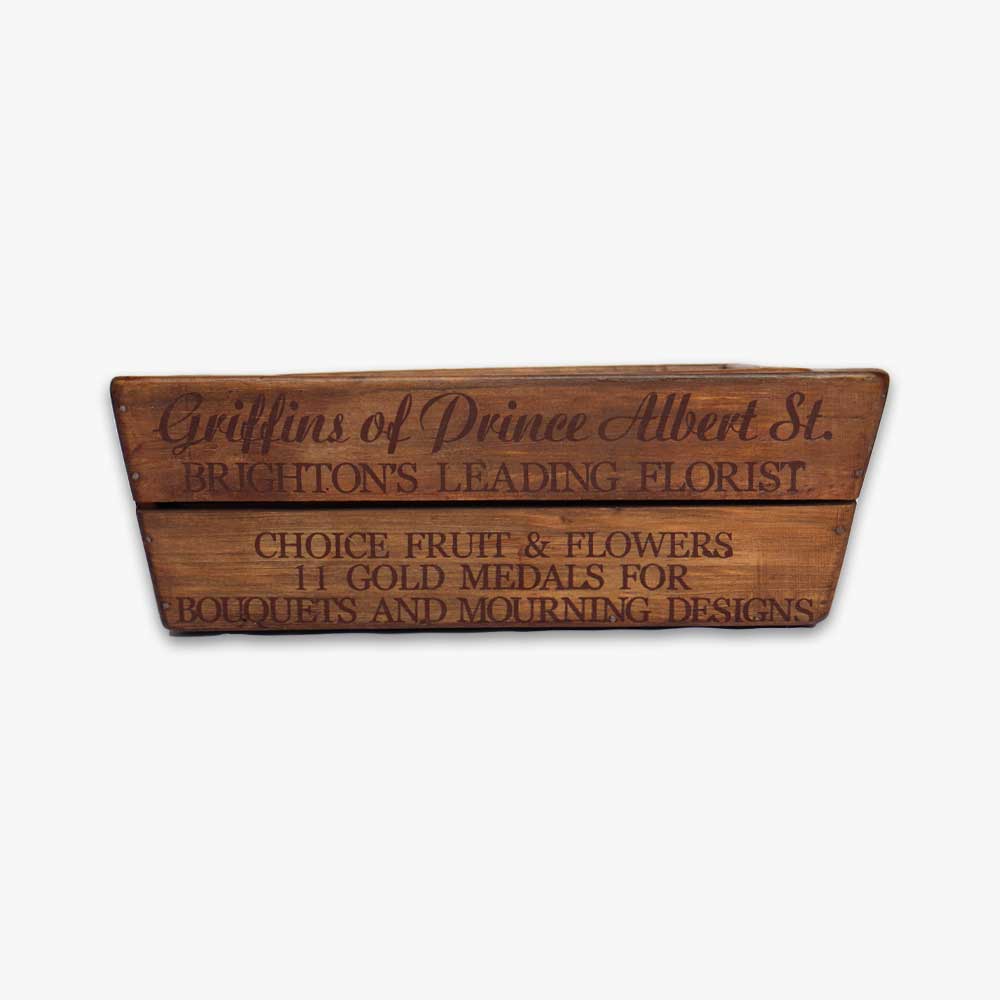 Griffins of Prince Albert St.
BRIGHTON'S LEADING FLORIST
CHOICE FRUIT & FLOWERS
11 GOLD MEDALS FOR
BOUQUETS AND MOURNING DESIGNS